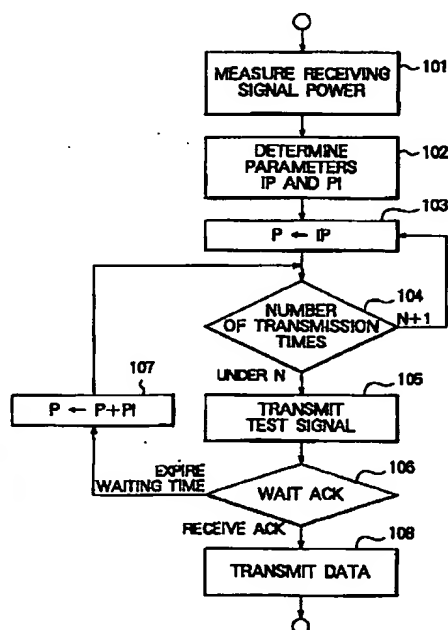 MEASURE RECEIVING
SIGNAL POWER
101
DETERMINE
PARAMETERS
IP AND PI
102
103
P ← IP
NUMBER
OF TRANSMISSION
TIMES
104
N+1
UNDER N
107
P ← P+PI
105
TRANSMIT
TEST SIGNAL
EXPIRE
WAITING TIME
106
WAIT ACK
RECEIVE ACK
108
TRANSMIT DATA